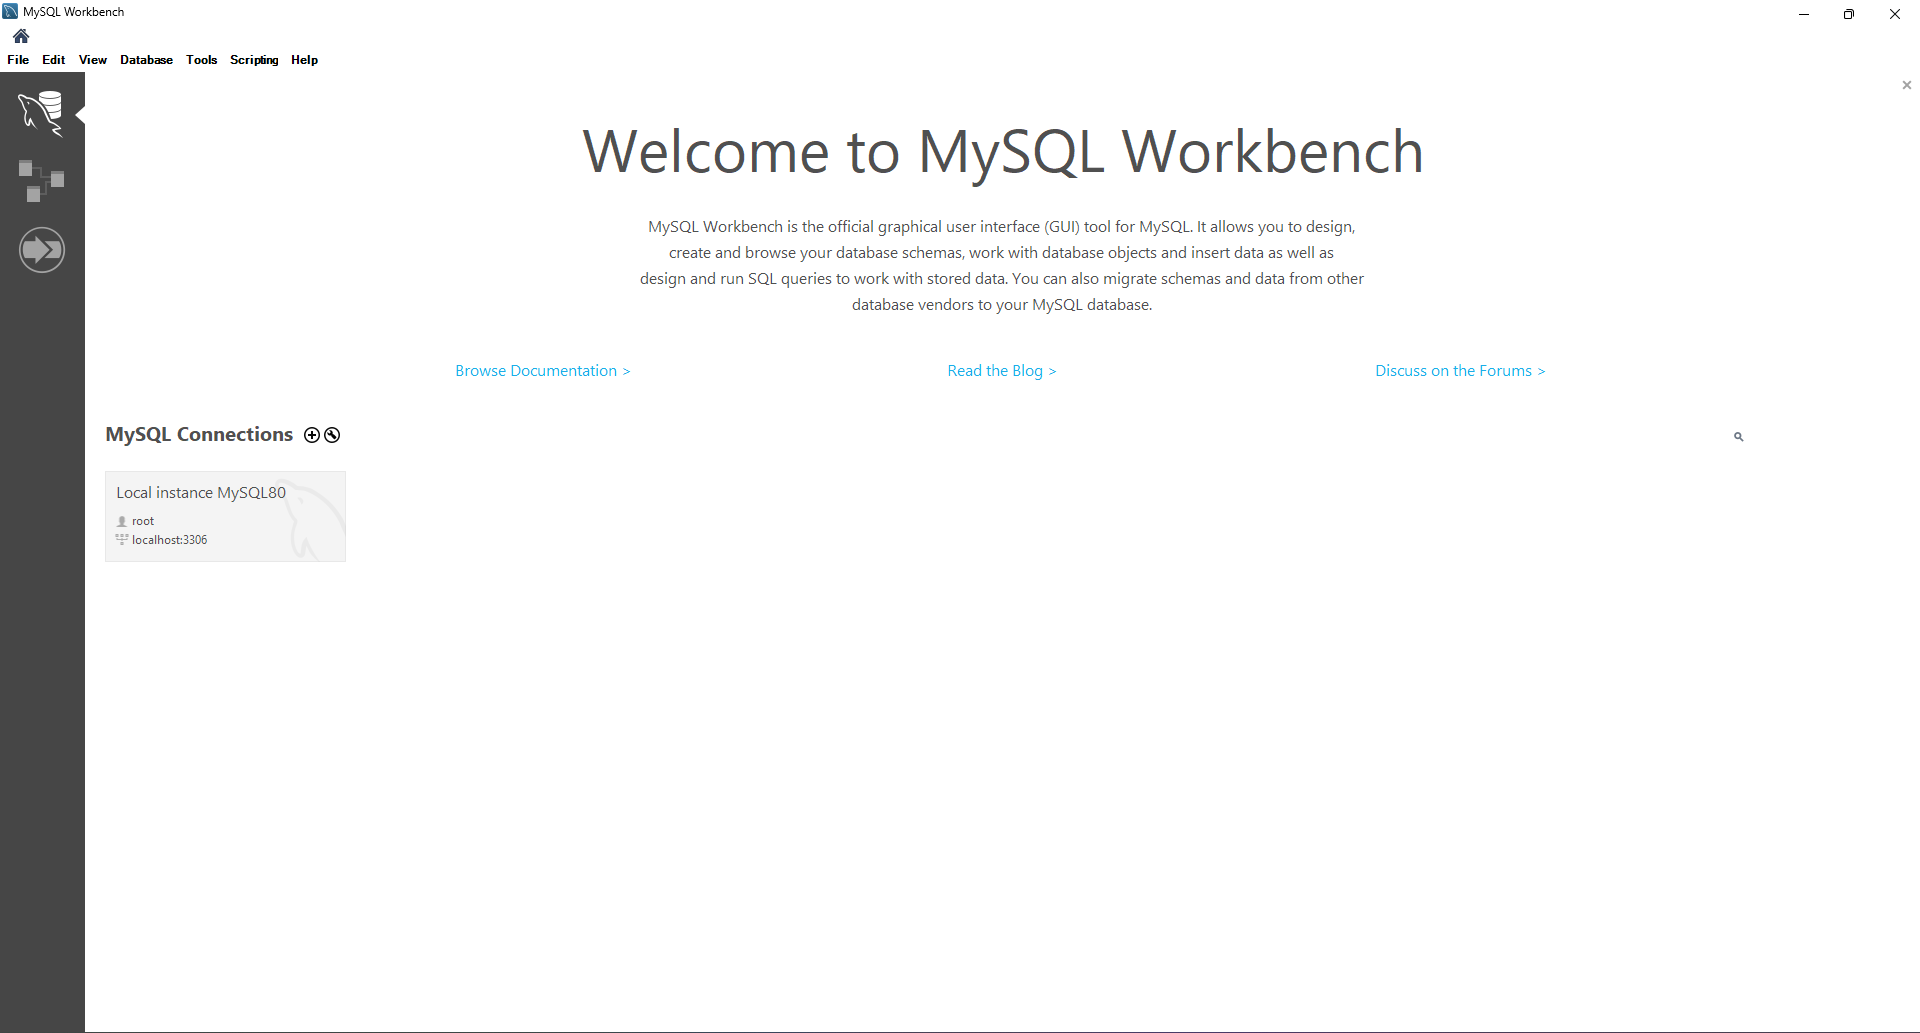 MySQL Workbench
File Edit View Database Tools Scripting Help
Welcome to MySQL Workbench
MySQL Workbench is the official graphical user interface (GUI) tool for MySQL. It allows you to design,
create and browse your database schemas, work with database objects and insert data as well as
design and run SQL queries to work with stored data. You can also migrate schemas and data from other
database vendors to your MySQL database.
Browse Documentation > Read the Blog > Discuss on the Forums >
MySQL Connections
Local instance MySQL80
root
localhost:3306